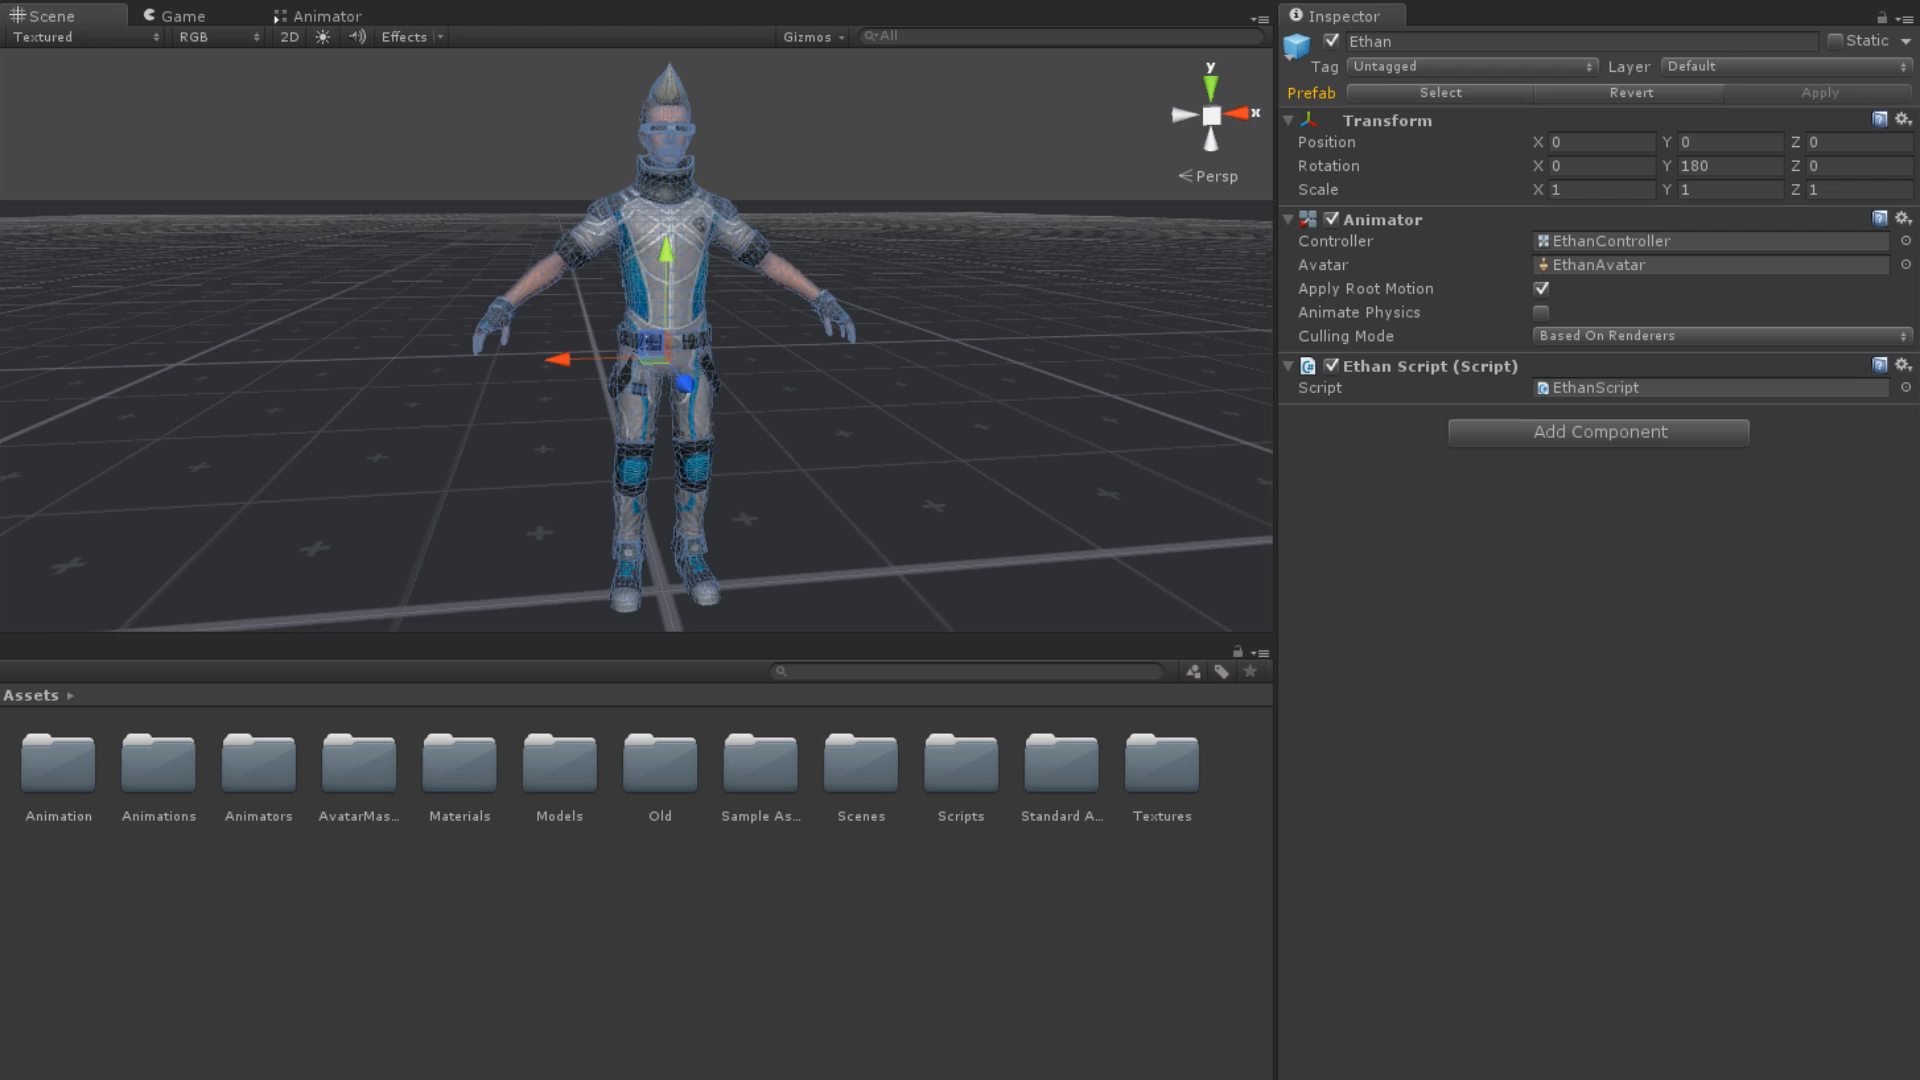 Scene Game Animator
Textured RGB 2D Effects Gizmos All
y
x
Persp
Inspector
Ethan Static
Tag Untagged Layer Default
Prefab Select Revert Apply
Transform
Position X 0 Y 0 Z 0
Rotation X 0 Y 180 Z 0
Scale X 1 Y 1 Z 1
Animator
Controller EthanController
Avatar EthanAvatar
Apply Root Motion
Animate Physics
Culling Mode Based On Renderers
Ethan Script (Script)
Script EthanScript
Add Component
Assets
Animation Animations Animators AvatarMas... Materials Models Old Sample As... Scenes Scripts Standard A... Textures